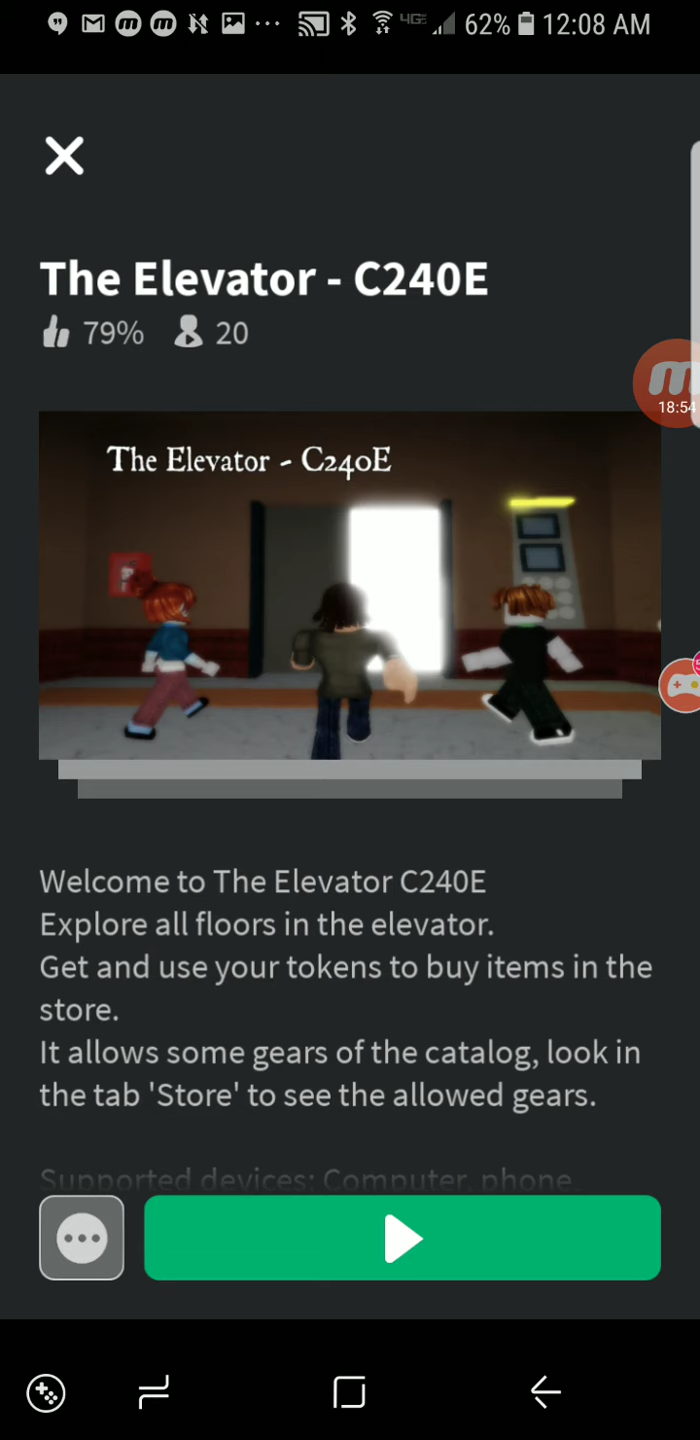 4GE 62% 12:08 AM
The Elevator - C240E
79% 20
18:54
The Elevator - C240E
Welcome to The Elevator C240E
Explore all floors in the elevator.
Get and use your tokens to buy items in the
store.
It allows some gears of the catalog, look in
the tab 'Store' to see the allowed gears.
Supported devices: Computer, phone,